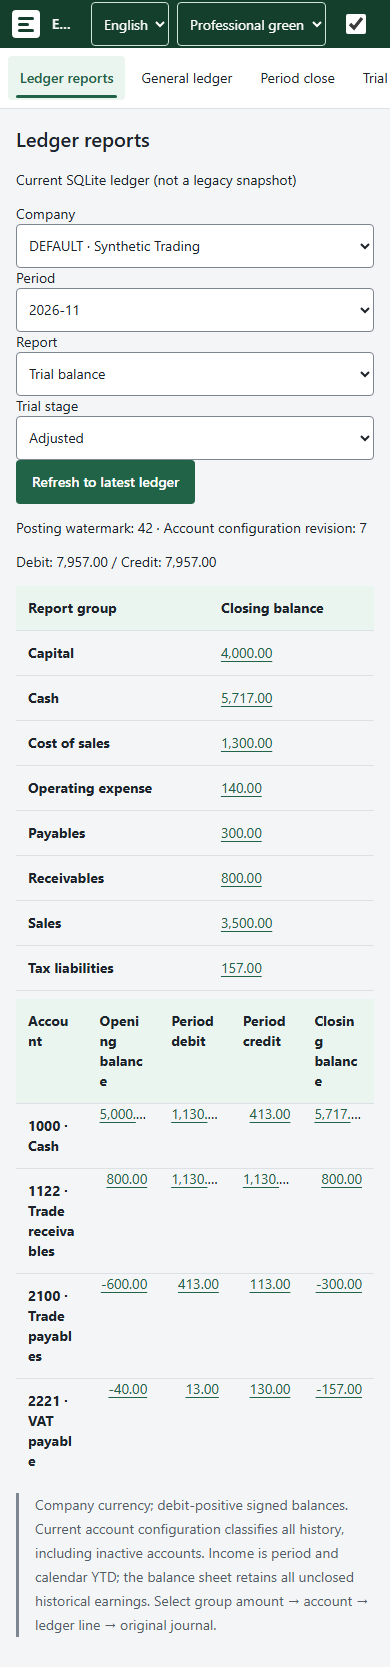 E...
English
Professional green
Ledger reports
General ledger
Period close
Trial
Ledger reports
Current SQLite ledger (not a legacy snapshot)
Company
DEFAULT · Synthetic Trading
Period
2026-11
Report
Trial balance
Trial stage
Adjusted
Refresh to latest ledger
Posting watermark: 42 · Account configuration revision: 7
Debit: 7,957.00 / Credit: 7,957.00
Report group Closing balance
Capital 4,000.00
Cash 5,717.00
Cost of sales 1,300.00
Operating expense 140.00
Payables 300.00
Receivables 800.00
Sales 3,500.00
Tax liabilities 157.00
Accou
nt
Openi
ng
balanc
e
Period
debit
Period
credit
Closin
g
balanc
e
1000 ·
Cash
5,000.... 1,130.... 413.00 5,717....
1122 ·
Trade
receiva
bles
800.00 1,130.... 1,130.... 800.00
2100 ·
Trade
payabl
es
-600.00 413.00 113.00 -300.00
2221 ·
VAT
payabl
e
-40.00 13.00 130.00 -157.00
Company currency; debit-positive signed balances.
Current account configuration classifies all history,
including inactive accounts. Income is period and
calendar YTD; the balance sheet retains all unclosed
historical earnings. Select group amount → account →
ledger line → original journal.